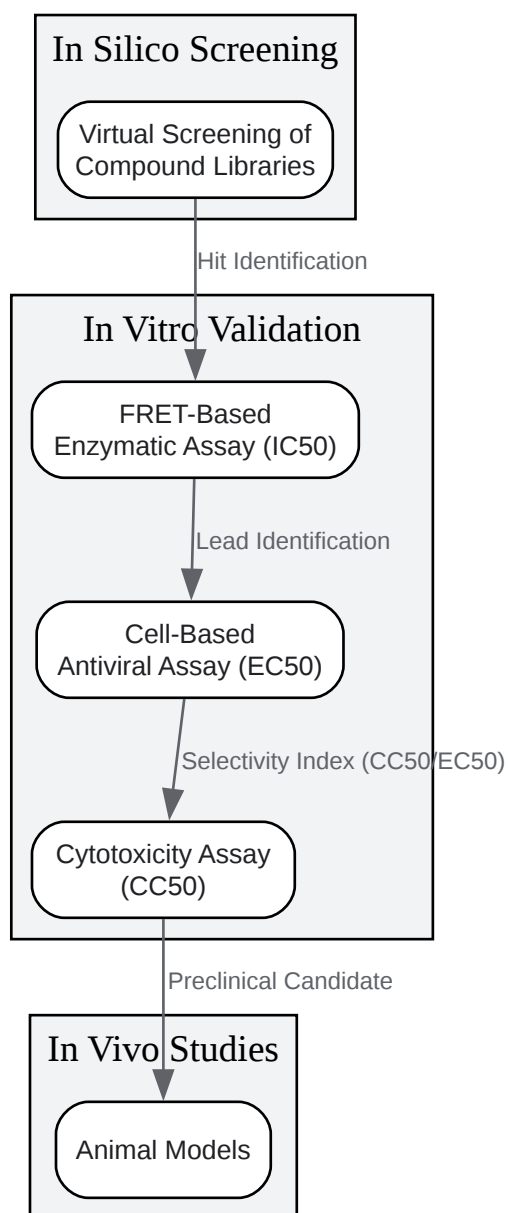 In Silico Screening
Virtual Screening of
Compound Libraries
Hit Identification
In Vitro Validation
FRET-Based
Enzymatic Assay (IC50)
Lead Identification
Cell-Based
Antiviral Assay (EC50)
Selectivity Index (CC50/EC50)
Cytotoxicity Assay
(CC50)
Preclinical Candidate
In Vivo Studies
Animal Models